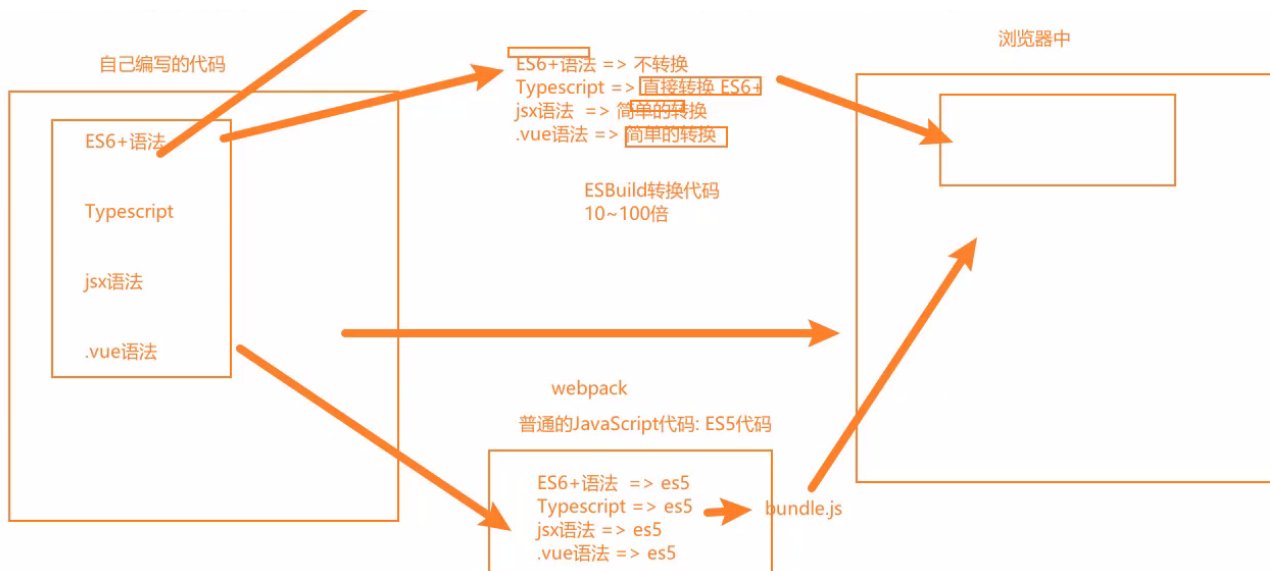 自己编写的代码
ES6+语法
Typescript
jsx语法
.vue语法
ES6+语法 => 不转换
Typescript => 直接转换 ES6+
jsx语法 => 简单的转换
.vue语法 => 简单的转换
ESBuild转换代码
10~100倍
webpack
普通的JavaScript代码: ES5代码
ES6+语法 => es5
Typescript => es5
jsx语法 => es5
.vue语法 => es5
bundle.js
浏览器中